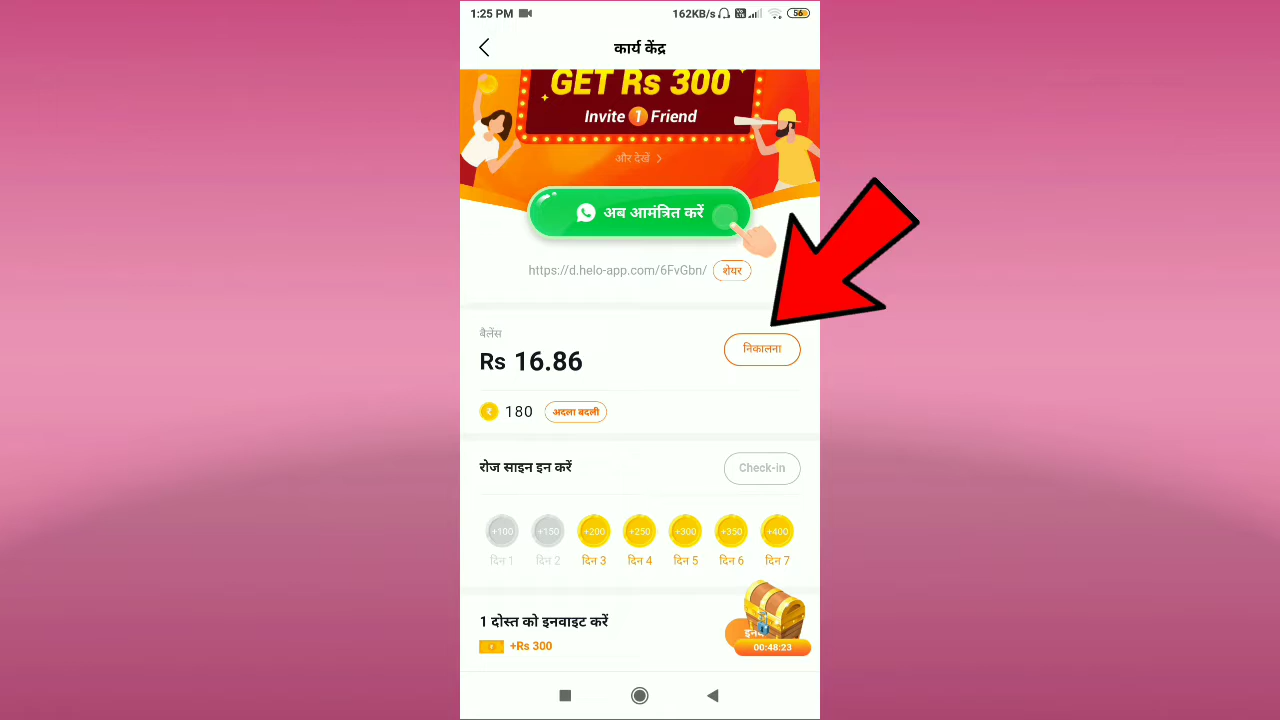 1:25 PM 162KB/s 56
कार्य केंद्र
GET Rs 300
Invite 1 Friend
और देखें
अब आमंत्रित करें
https://d.helo-app.com/6FvGbn/ शेयर
बैलेंस
Rs 16.86 निकालना
180 अदला बदली
रोज साइन इन करें Check-in
+100 +150 +200 +250 +300 +350 +400
दिन 1 दिन 2 दिन 3 दिन 4 दिन 5 दिन 6 दिन 7
1 दोस्त को इनवाइट करें
+Rs 300
00:48:23